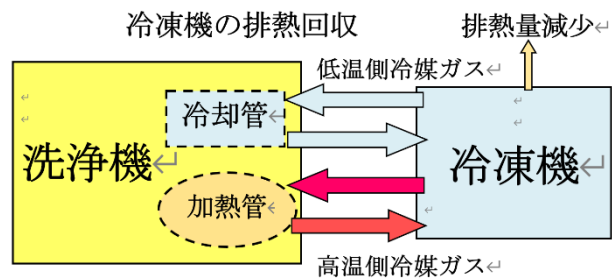 冷凍機の排熱回収
排熱量減少
低温側冷媒ガス
冷却管
洗浄機
冷凍機
加熱管
高温側冷媒ガス